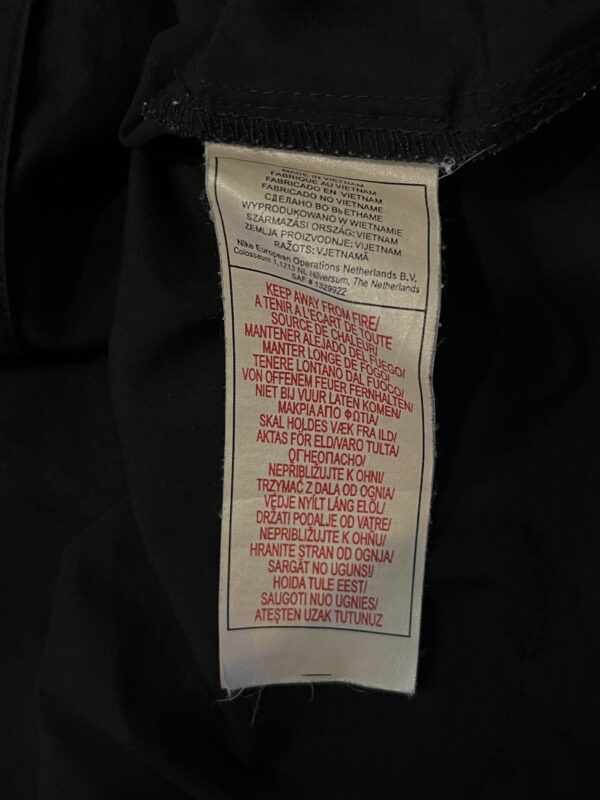 MADE IN VIETNAM
FABRIQUE AU VIETNAM
FABRICADO EN VIETNAM
FABRICADO NO VIETNAME
СДЕЛАНО ВО ВЬЕТНАМЕ
WYPRODUKOWANO W WIETNAMIE
SZÁRMAZÁSI ORSZÁG: VIETNAM
ZEMLJA PROIZVODNJE: VIJETNAM
RAŽOTS: VJETNAMĀ
Nike European Operations Netherlands B.V.
Colosseum 1,1213 NL Hilversum, The Netherlands
SAF # 1329922
KEEP AWAY FROM FIRE/
A TENIR A L'ECART DE TOUTE
SOURCE DE CHALEUR/
MANTENER ALEJADO DEL FUEGO/
MANTER LONGE DE FOGO/
TENERE LONTANO DAL FUOCO/
VON OFFENEM FEUER FERNHALTEN/
NIET BIJ VUUR LATEN KOMEN/
ΜΑΚΡΙΑ ΑΠΟ ΦΩΤΙΑ/
SKAL HOLDES VÆK FRA ILD/
AKTAS FÖR ELD/VARO TULTA/
ОГНЕОПАСНО/
NEPŘIBLIŽUJTE K OHNI/
TRZYMAĆ Z DALA OD OGNIA/
VÉDJE NYÍLT LÁNG ELŐL/
DRŽATI PODALJE OD VATRE/
NEPRIBLIŽUJTE K OHŇU/
HRANITE STRAN OD OGNJA/
SARGĀT NO UGUNS!/
HOIDA TULE EEST/
SAUGOTI NUO UGNIES/
ATEŞTEN UZAK TUTUNUZ